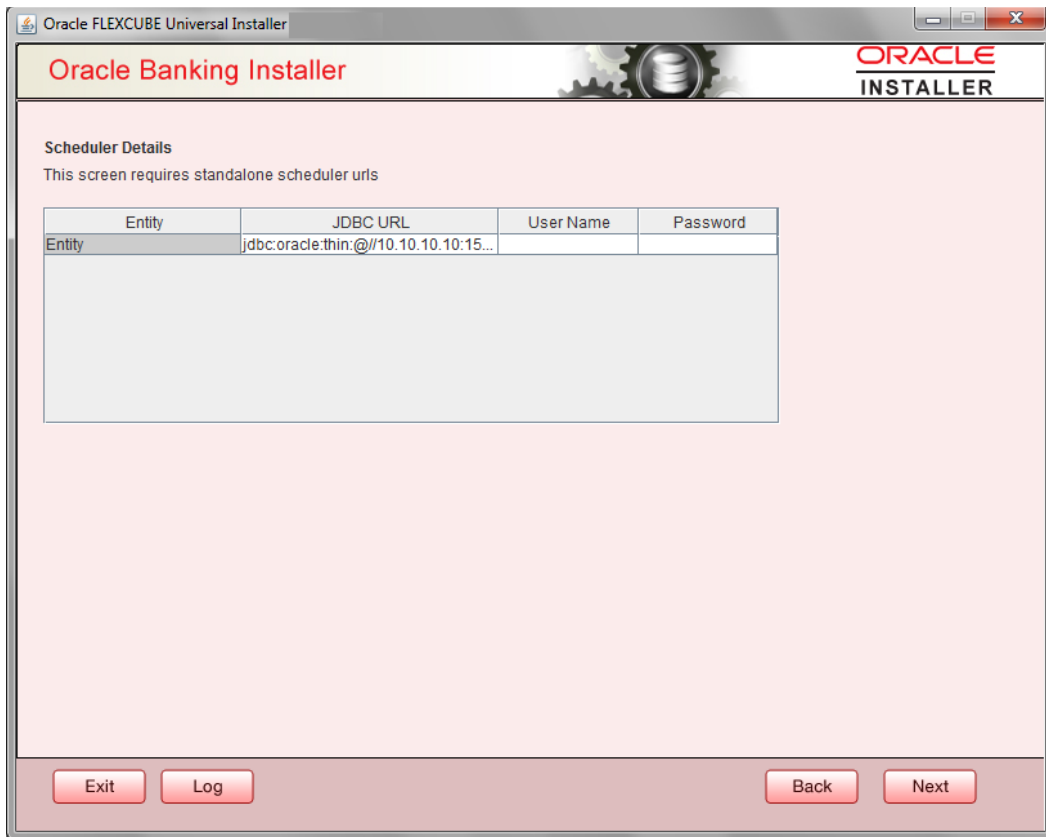 Oracle FLEXCUBE Universal Installer
Oracle Banking Installer
ORACLE
INSTALLER
Scheduler Details
This screen requires standalone scheduler urls
Entity JDBC URL User Name Password
Entity jdbc:oracle:thin:@//10.10.10.10:15...
Exit Log Back Next